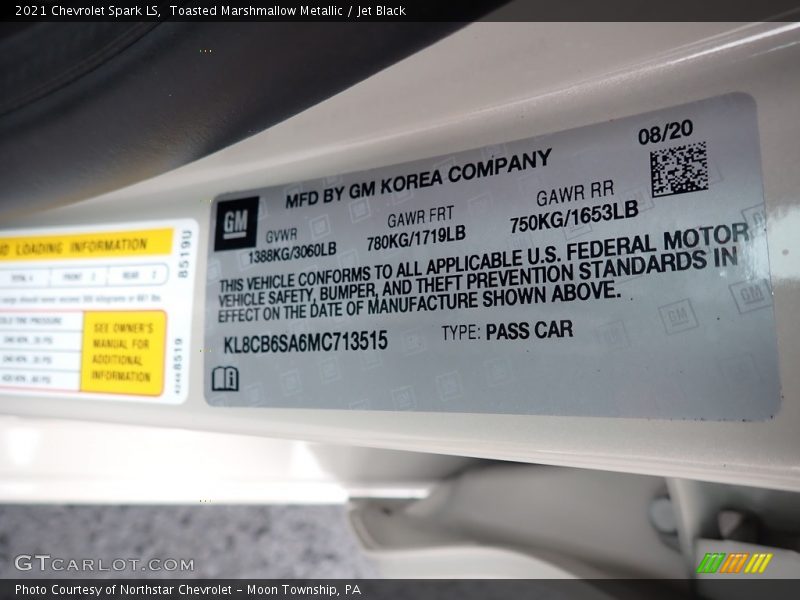 2021 Chevrolet Spark LS, Toasted Marshmallow Metallic / Jet Black
08/20
GM
MFD BY GM KOREA COMPANY
GVWR GAWR FRT GAWR RR
1388KG/3060LB 780KG/1719LB 750KG/1653LB
THIS VEHICLE CONFORMS TO ALL APPLICABLE U.S. FEDERAL MOTOR
VEHICLE SAFETY, BUMPER, AND THEFT PREVENTION STANDARDS IN
EFFECT ON THE DATE OF MANUFACTURE SHOWN ABOVE.
KL8CB6SA6MC713515 TYPE: PASS CAR
LOADING INFORMATION
8519U
SEE OWNER'S
MANUAL FOR
ADDITIONAL
INFORMATION
8519
GTCARLOT.COM
Photo Courtesy of Northstar Chevrolet - Moon Township, PA